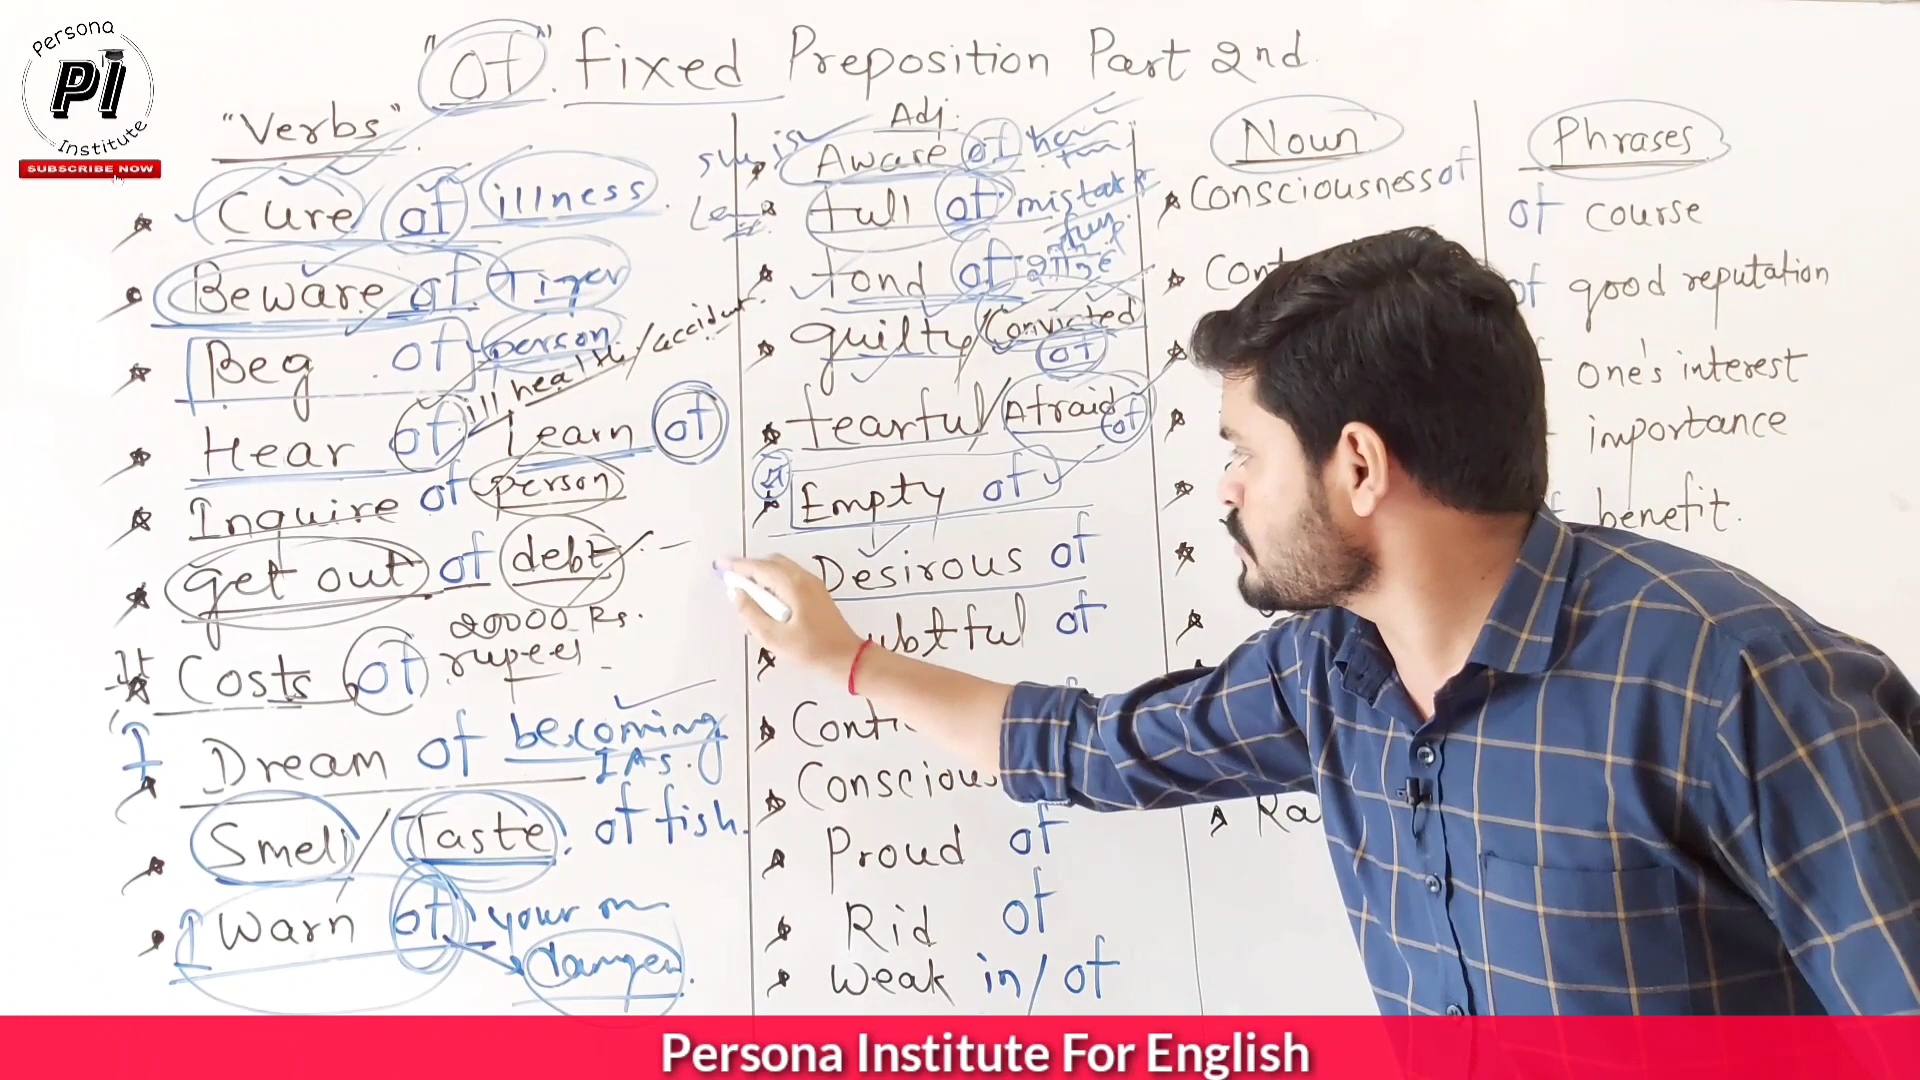 Persona
PI
Institute
SUBSCRIBE NOW
"of" fixed Preposition Part 2nd.
"Verbs"
Cure of illness.
Beware of Tiger
Beg of person
Hear of ill health/accident.
Learn of
Inquire of person
get out of debt
20000 Rs.
It Costs of rupees
I Dream of becoming
IAS.
Smell/Taste of fish.
Warn of your
danger.
Adj.
Aware of
full of mistake
fond of
guilty/Convicted
of
fearful/Afraid
of
Empty of
Desirous of
ubtful of
Cont
Conscious
Proud of
Rid of
Weak in/of
Noun
Consciousness of
Cont
Ra
Phrases
of course
of good reputation
one's interest
importance
benefit.
Persona Institute For English